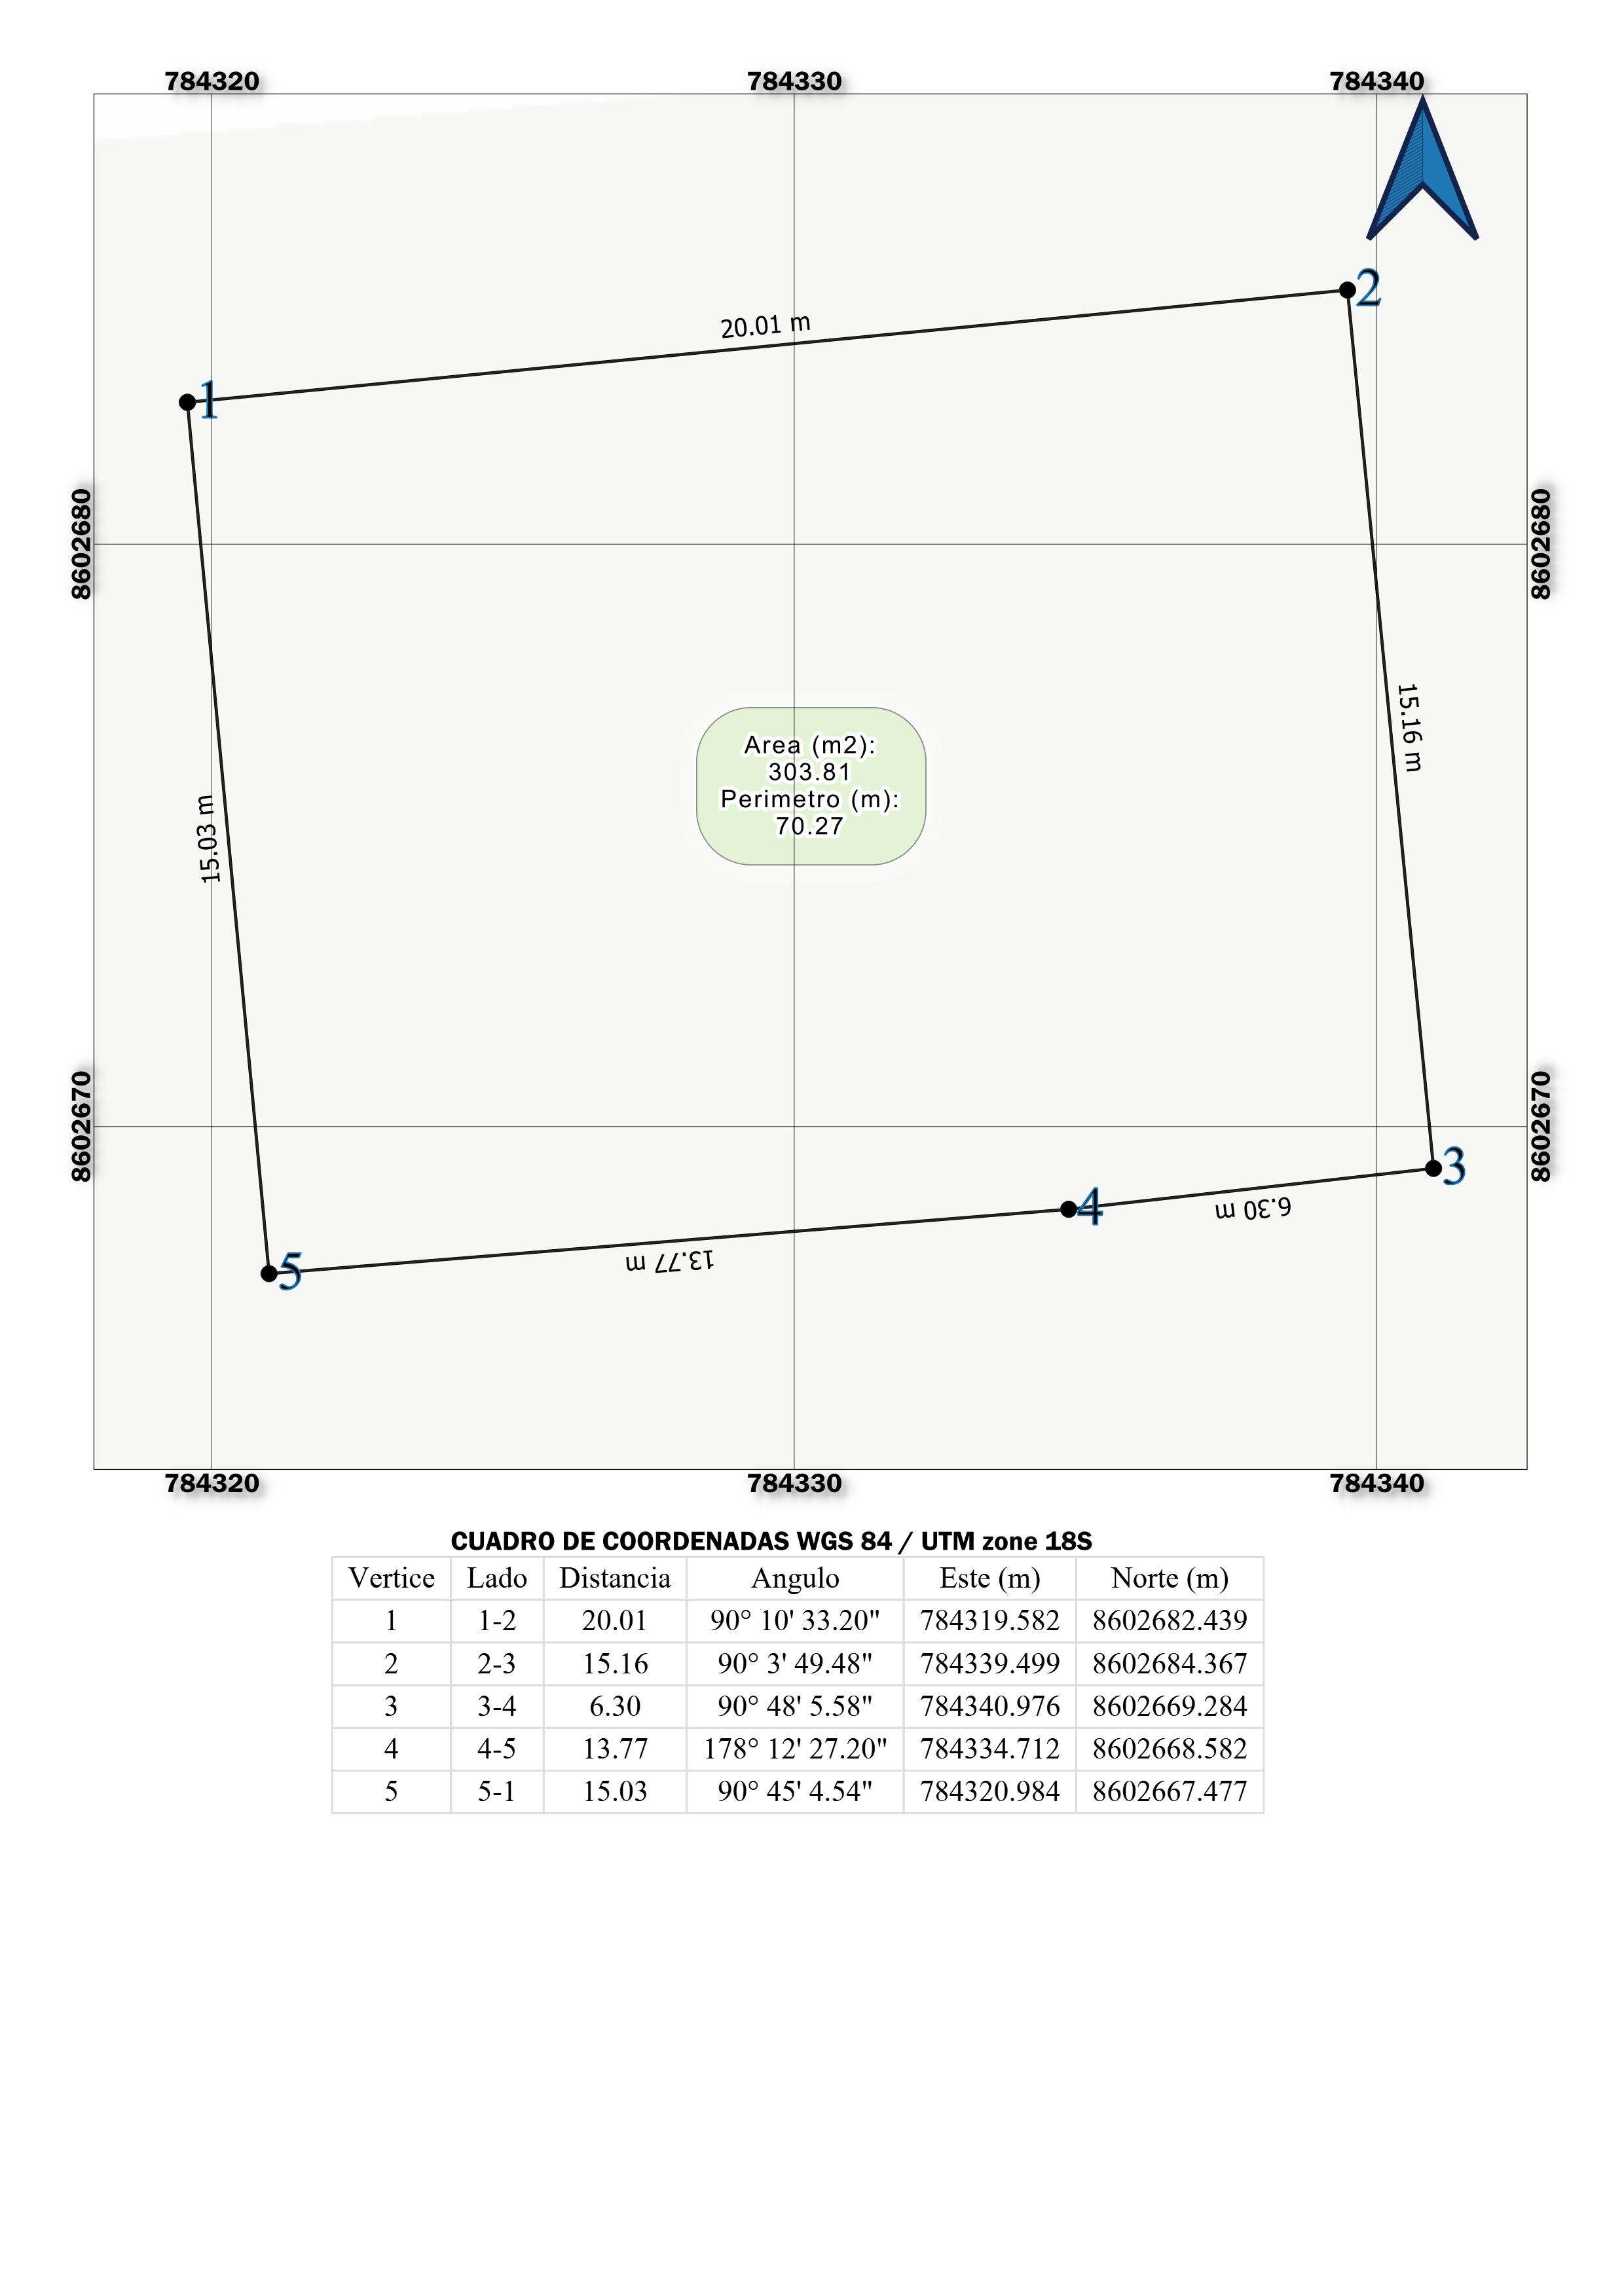 784320 784330 784340
2
20.01 m
1
8602680 8602680
15.16 m
Area (m2):
303.81
Perimetro (m):
70.27
15.03 m
8602670 8602670
3
4
6.30 m
13.77 m
5
784320 784330 784340
CUADRO DE COORDENADAS WGS 84 / UTM zone 18S
Vertice Lado Distancia Angulo Este (m) Norte (m)
1 1-2 20.01 90° 10' 33.20" 784319.582 8602682.439
2 2-3 15.16 90° 3' 49.48" 784339.499 8602684.367
3 3-4 6.30 90° 48' 5.58" 784340.976 8602669.284
4 4-5 13.77 178° 12' 27.20" 784334.712 8602668.582
5 5-1 15.03 90° 45' 4.54" 784320.984 8602667.477